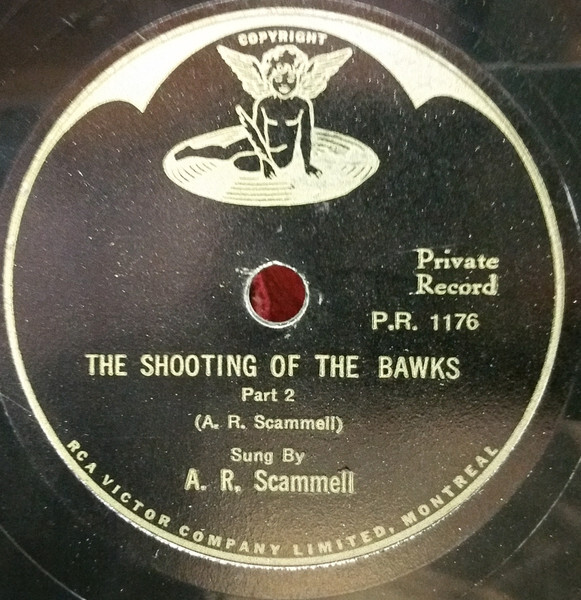 COPYRIGHT
Private
Record
P.R. 1176
THE SHOOTING OF THE BAWKS
Part 2
(A. R. Scammell)
Sung By
A. R. Scammell
RCA VICTOR COMPANY LIMITED, MONTREAL